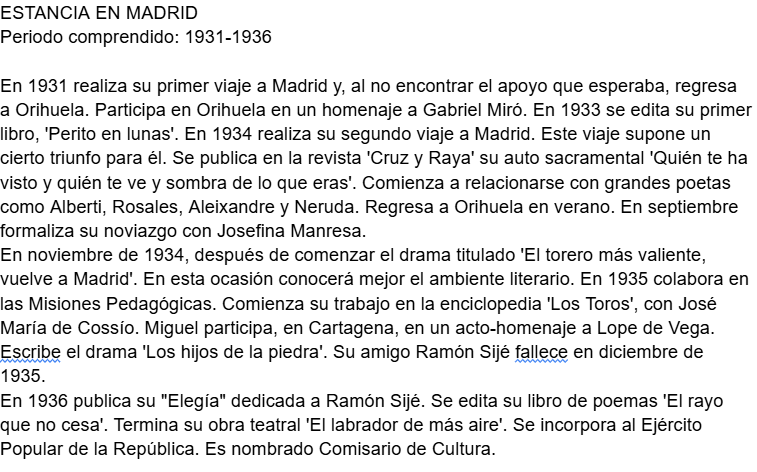 ESTANCIA EN MADRID
Periodo comprendido: 1931-1936
En 1931 realiza su primer viaje a Madrid y, al no encontrar el apoyo que esperaba, regresa
a Orihuela. Participa en Orihuela en un homenaje a Gabriel Miró. En 1933 se edita su primer
libro, 'Perito en lunas'. En 1934 realiza su segundo viaje a Madrid. Este viaje supone un
cierto triunfo para él. Se publica en la revista 'Cruz y Raya' su auto sacramental 'Quién te ha
visto y quién te ve y sombra de lo que eras'. Comienza a relacionarse con grandes poetas
como Alberti, Rosales, Aleixandre y Neruda. Regresa a Orihuela en verano. En septiembre
formaliza su noviazgo con Josefina Manresa.
En noviembre de 1934, después de comenzar el drama titulado 'El torero más valiente,
vuelve a Madrid'. En esta ocasión conocerá mejor el ambiente literario. En 1935 colabora en
las Misiones Pedagógicas. Comienza su trabajo en la enciclopedia 'Los Toros', con José
María de Cossío. Miguel participa, en Cartagena, en un acto-homenaje a Lope de Vega.
Escribe el drama 'Los hijos de la piedra'. Su amigo Ramón Sijé fallece en diciembre de
1935.
En 1936 publica su "Elegía" dedicada a Ramón Sijé. Se edita su libro de poemas 'El rayo
que no cesa'. Termina su obra teatral 'El labrador de más aire'. Se incorpora al Ejército
Popular de la República. Es nombrado Comisario de Cultura.